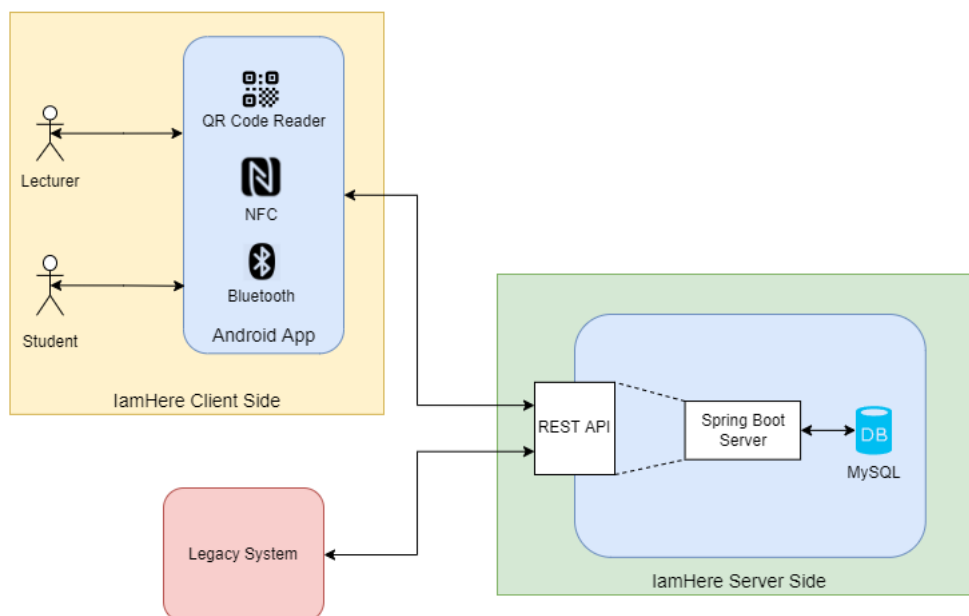 QR Code Reader
Lecturer
NFC
Bluetooth
Student
Android App
IamHere Client Side
REST API
Spring Boot
Server
DB
MySQL
Legacy System
IamHere Server Side